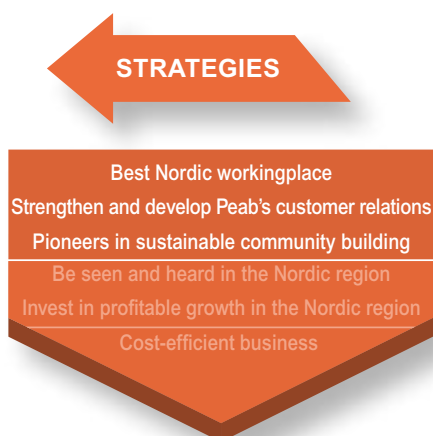 STRATEGIES
Best Nordic workingplace
Strengthen and develop Peab's customer relations
Pioneers in sustainable community building
Be seen and heard in the Nordic region
Invest in profitable growth in the Nordic region
Cost-efficient business